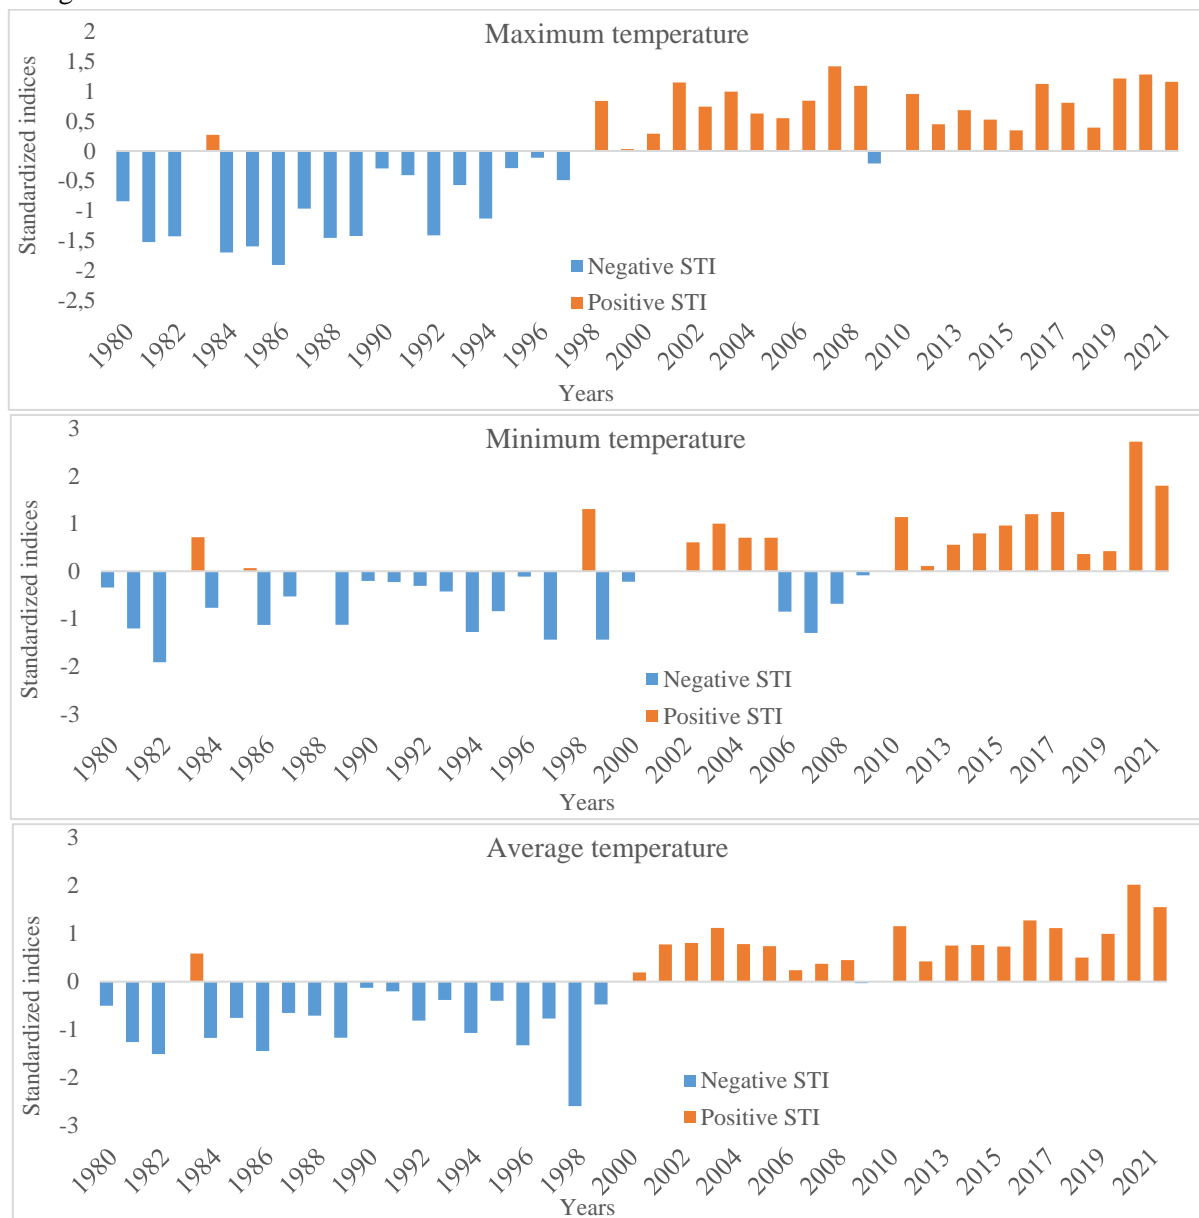 Maximum temperature
Standardized indices
2
1,5
1
0,5
0
-0,5
-1
-1,5
-2
-2,5
Negative STI
Positive STI
1980 1982 1984 1986 1988 1990 1992 1994 1996 1998 2000 2002 2004 2006 2008 2010 2013 2015 2017 2019 2021
Years
Minimum temperature
Standardized indices
3
2
1
0
-1
-2
-3
Negative STI
Positive STI
1980 1982 1984 1986 1988 1990 1992 1994 1996 1998 2000 2002 2004 2006 2008 2010 2013 2015 2017 2019 2021
Years
Average temperature
Standardized indices
3
2
1
0
-1
-2
-3
Negative STI
Positive STI
1980 1982 1984 1986 1988 1990 1992 1994 1996 1998 2000 2002 2004 2006 2008 2010 2013 2015 2017 2019 2021
Years